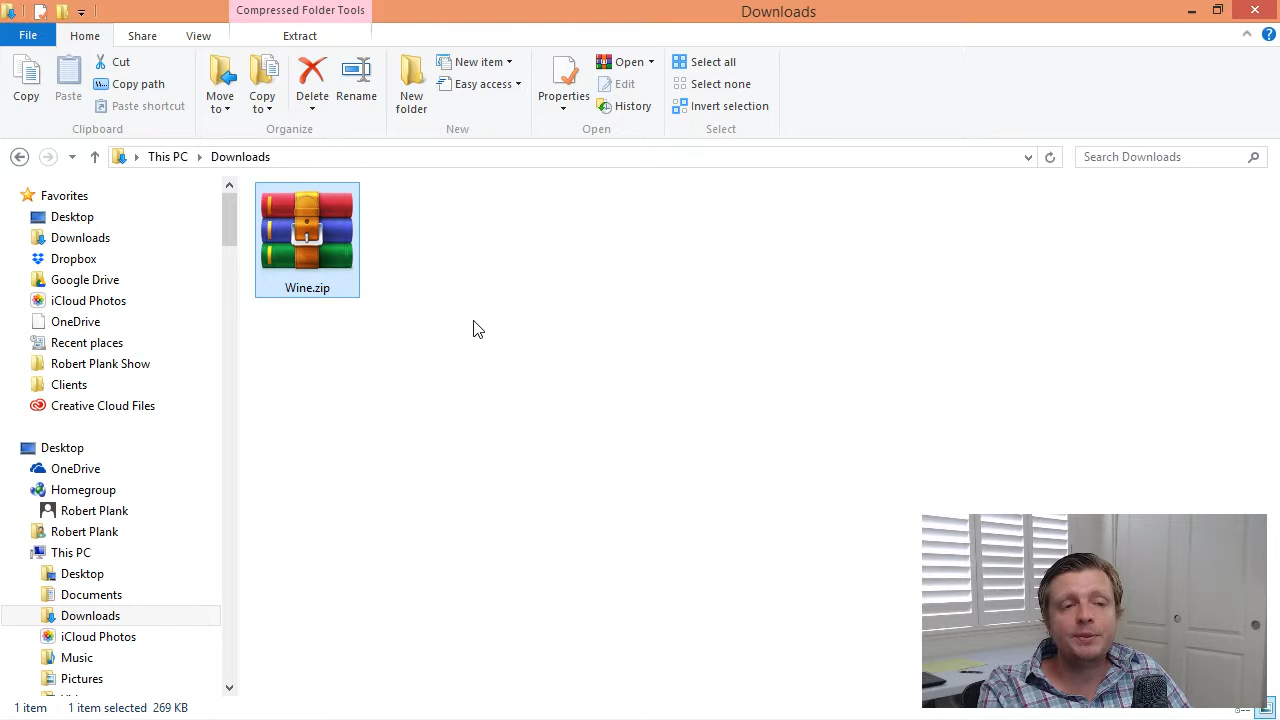 Compressed Folder Tools
Downloads
File
Home
Share
View
Extract
Copy
Paste
Cut
Copy path
Paste shortcut
Clipboard
Move to
Copy to
Delete
Rename
Organize
New folder
New item
Easy access
New
Properties
Open
Edit
History
Open
Select all
Select none
Invert selection
Select
This PC
Downloads
Search Downloads
Favorites
Desktop
Downloads
Dropbox
Google Drive
iCloud Photos
OneDrive
Recent places
Robert Plank Show
Clients
Creative Cloud Files
Desktop
OneDrive
Homegroup
Robert Plank
Robert Plank
This PC
Desktop
Documents
Downloads
iCloud Photos
Music
Pictures
Wine.zip
1 item
1 item selected 269 KB